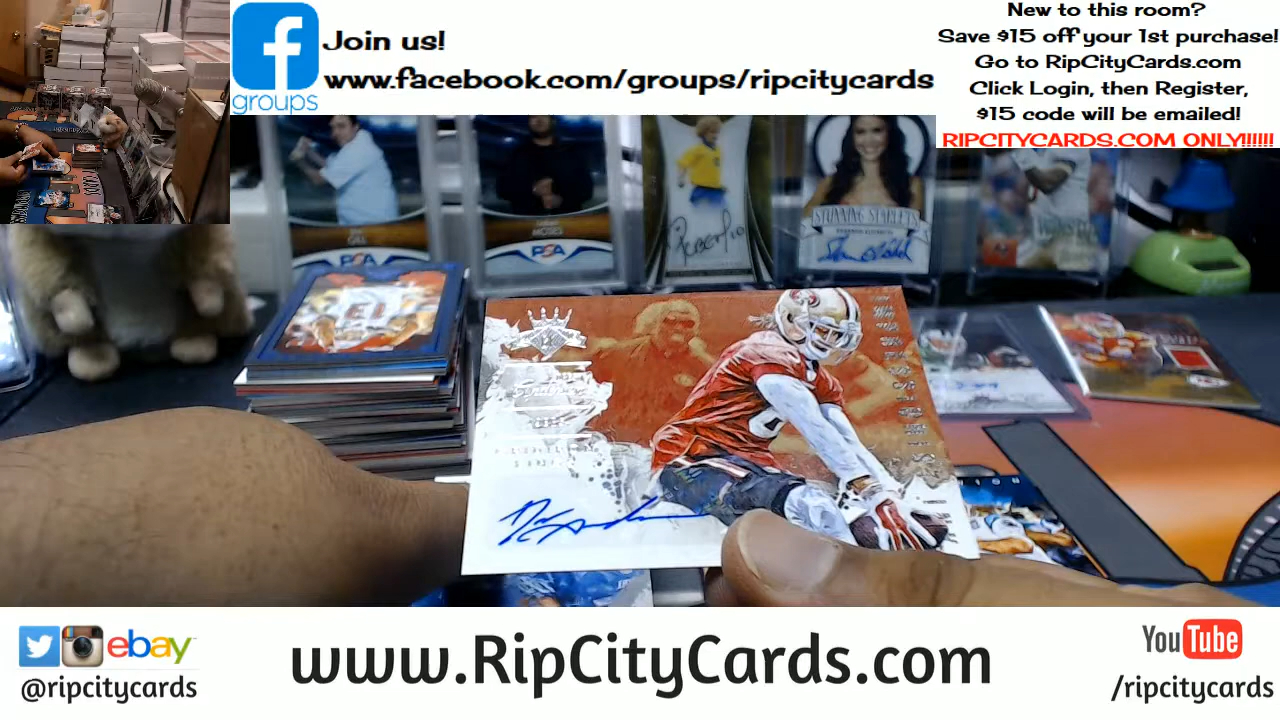 Join us!
www.facebook.com/groups/ripcitycards
groups
New to this room?
Save $15 off your 1st purchase!
Go to RipCityCards.com
Click Login, then Register,
$15 code will be emailed!
RIPCITYCARDS.COM ONLY!!!!!!
GILL
PSA
MOSES
PSA
STUNNING STARLETS
ebay
@ripcitycards
www.RipCityCards.com
YouTube
/ripcitycards